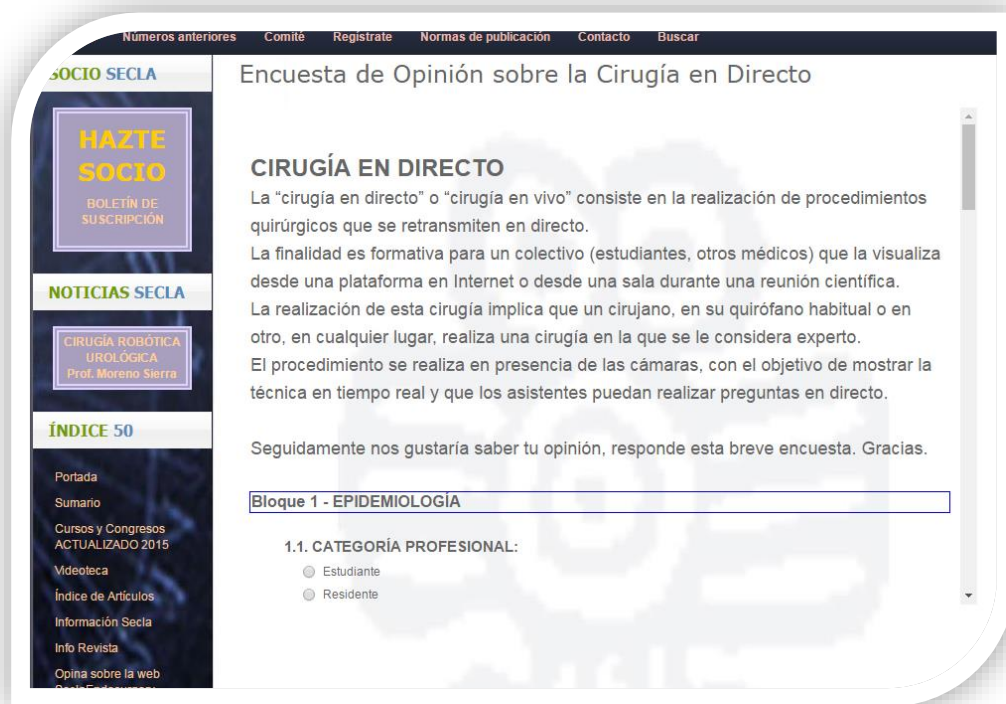 Números anteriores Comité Regístrate Normas de publicación Contacto Buscar
SOCIO SECLA
HAZTE
SOCIO
BOLETÍN DE
SUSCRIPCIÓN
NOTICIAS SECLA
CIRUGÍA ROBÓTICA
UROLÓGICA
Prof. Moreno Sierra
ÍNDICE 50
Portada
Sumario
Cursos y Congresos
ACTUALIZADO 2015
Videoteca
Índice de Artículos
Información Secla
Info Revista
Opina sobre la web
Encuesta de Opinión sobre la Cirugía en Directo
CIRUGÍA EN DIRECTO
La “cirugía en directo” o “cirugía en vivo” consiste en la realización de procedimientos
quirúrgicos que se retransmiten en directo.
La finalidad es formativa para un colectivo (estudiantes, otros médicos) que la visualiza
desde una plataforma en Internet o desde una sala durante una reunión científica.
La realización de esta cirugía implica que un cirujano, en su quirófano habitual o en
otro, en cualquier lugar, realiza una cirugía en la que se le considera experto.
El procedimiento se realiza en presencia de las cámaras, con el objetivo de mostrar la
técnica en tiempo real y que los asistentes puedan realizar preguntas en directo.
Seguidamente nos gustaría saber tu opinión, responde esta breve encuesta. Gracias.
Bloque 1 - EPIDEMIOLOGÍA
1.1. CATEGORÍA PROFESIONAL:
Estudiante
Residente